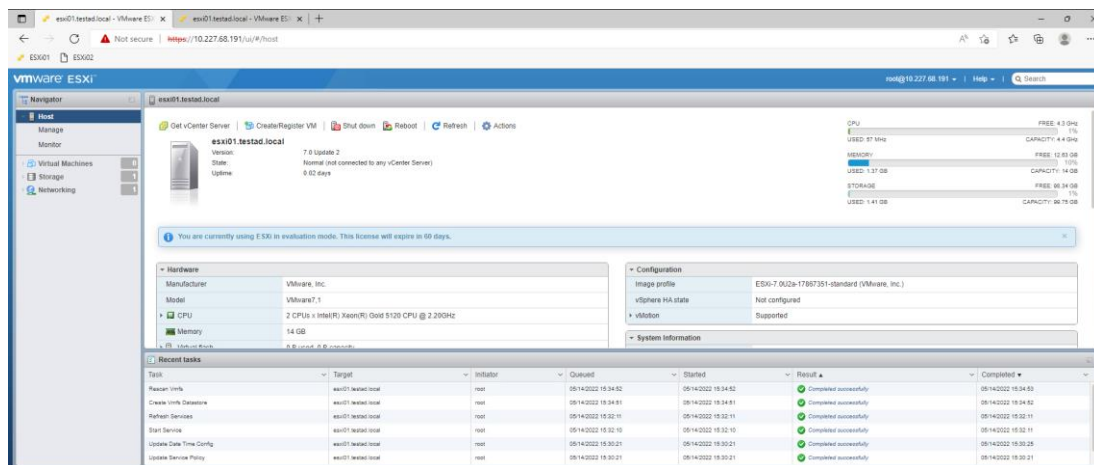 esxi01.testad.local - VMware ESX
esxi01.testad.local - VMware ESX
Not secure | https://10.227.68.191/ui/#/host
ESXi01 ESXi02
vmware ESXi
root@10.227.68.191 | Help | Search
Navigator
Host
Manage
Monitor
Virtual Machines 0
Storage 1
Networking 1
esxi01.testad.local
Get vCenter Server | Create/Register VM | Shut down Reboot | Refresh | Actions
esxi01.testad.local
Version: 7.0 Update 2
State: Normal (not connected to any vCenter Server)
Uptime: 0.02 days
CPU FREE: 4.3 GHz
1%
USED: 57 MHz CAPACITY: 4.4 GHz
MEMORY FREE: 12.63 GB
10%
USED: 1.37 GB CAPACITY: 14 GB
STORAGE FREE: 98.34 GB
1%
USED: 1.41 GB CAPACITY: 99.75 GB
You are currently using ESXi in evaluation mode. This license will expire in 60 days.
Hardware
Manufacturer VMware, Inc.
Model VMware7,1
CPU 2 CPUs x Intel(R) Xeon(R) Gold 5120 CPU @ 2.20GHz
Memory 14 GB
Virtual flash 0 B used, 0 B capacity
Configuration
Image profile ESXi-7.0U2a-17867351-standard (VMware, Inc.)
vSphere HA state Not configured
vMotion Supported
System Information
Recent tasks
Task Target Initiator Queued Started Result Completed
Rescan Vmfs esxi01.testad.local root 05/14/2022 15:34:52 05/14/2022 15:34:52 Completed successfully 05/14/2022 15:34:53
Create Vmfs Datastore esxi01.testad.local root 05/14/2022 15:34:51 05/14/2022 15:34:51 Completed successfully 05/14/2022 15:34:52
Refresh Services esxi01.testad.local root 05/14/2022 15:32:11 05/14/2022 15:32:11 Completed successfully 05/14/2022 15:32:11
Start Service esxi01.testad.local root 05/14/2022 15:32:10 05/14/2022 15:32:10 Completed successfully 05/14/2022 15:32:11
Update Date Time Config esxi01.testad.local root 05/14/2022 15:30:21 05/14/2022 15:30:21 Completed successfully 05/14/2022 15:30:25
Update Service Policy esxi01.testad.local root 05/14/2022 15:30:21 05/14/2022 15:30:21 Completed successfully 05/14/2022 15:30:21